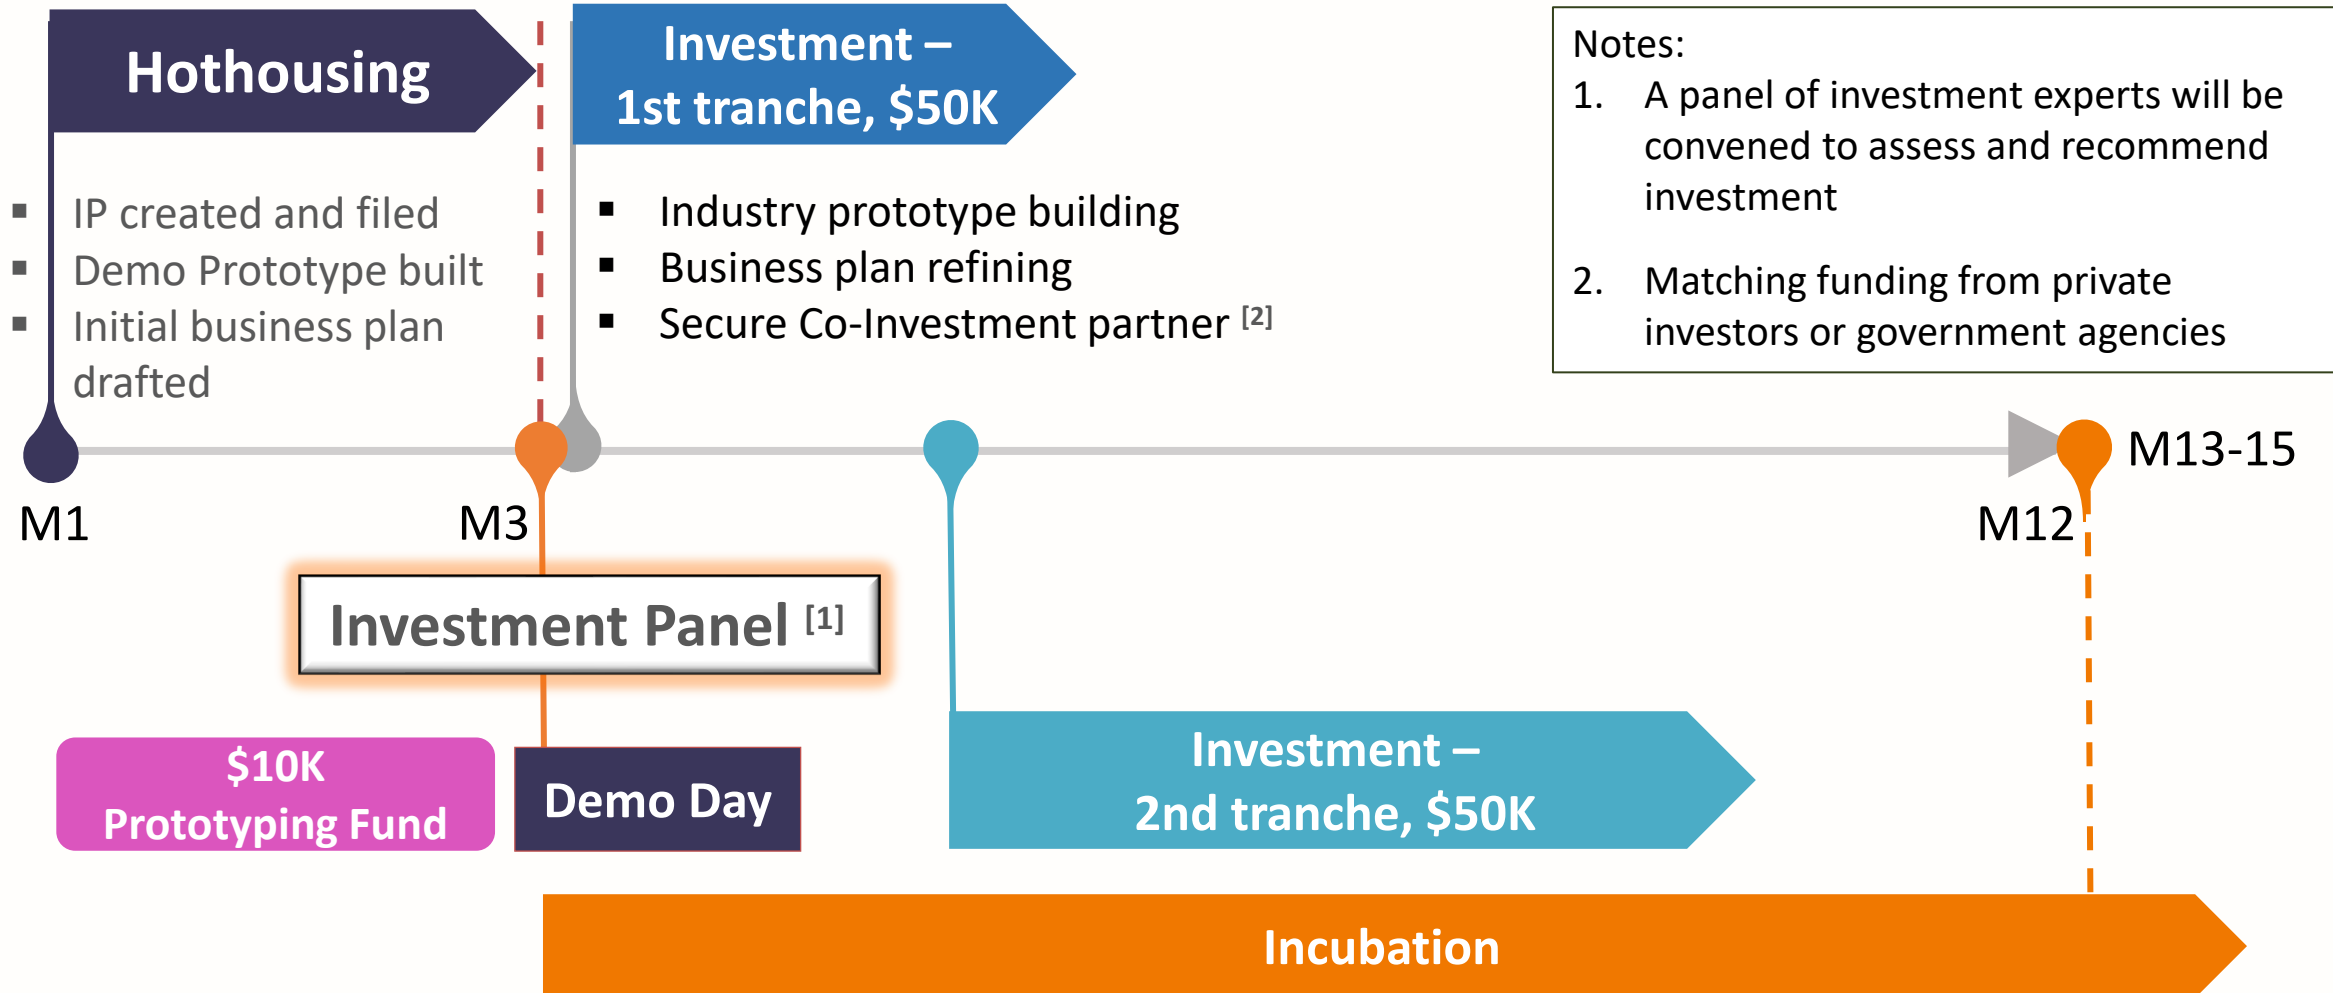 Hothousing
IP created and filed
Demo Prototype built
Initial business plan
drafted
Investment –
1st tranche, $50K
Industry prototype building
Business plan refining
Secure Co-Investment partner [2]
Notes:
1. A panel of investment experts will be
convened to assess and recommend
investment
2. Matching funding from private
investors or government agencies
M1
M3
M12
M13-15
Investment Panel [1]
$10K
Prototyping Fund
Demo Day
Investment –
2nd tranche, $50K
Incubation